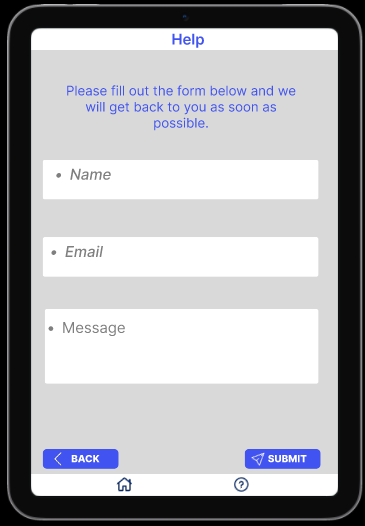 Help
Please fill out the form below and we
will get back to you as soon as
possible.
• Name
• Email
• Message
BACK
SUBMIT
?